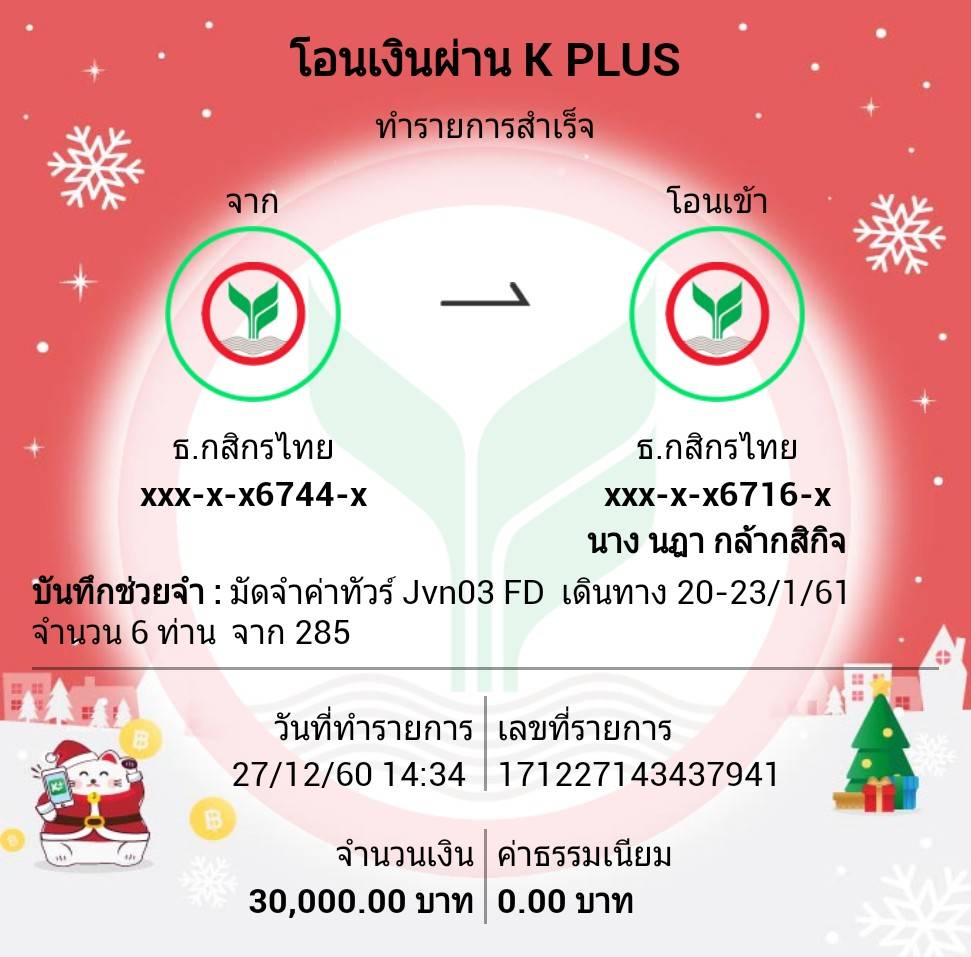 โอนเงินผ่าน K PLUS
ทำรายการสำเร็จ
จาก
โอนเข้า
ธ.กสิกรไทย
xxx-x-x6744-x
ธ.กสิกรไทย
xxx-x-x6716-x
นาง นฎา กล้ากสิกิจ
บันทึกช่วยจำ : มัดจำค่าทัวร์ Jvn03 FD เดินทาง 20-23/1/61
จำนวน 6 ท่าน จาก 285
วันที่ทำรายการ
27/12/60 14:34
เลขที่รายการ
171227143437941
จำนวนเงิน
30,000.00 บาท
ค่าธรรมเนียม
0.00 บาท